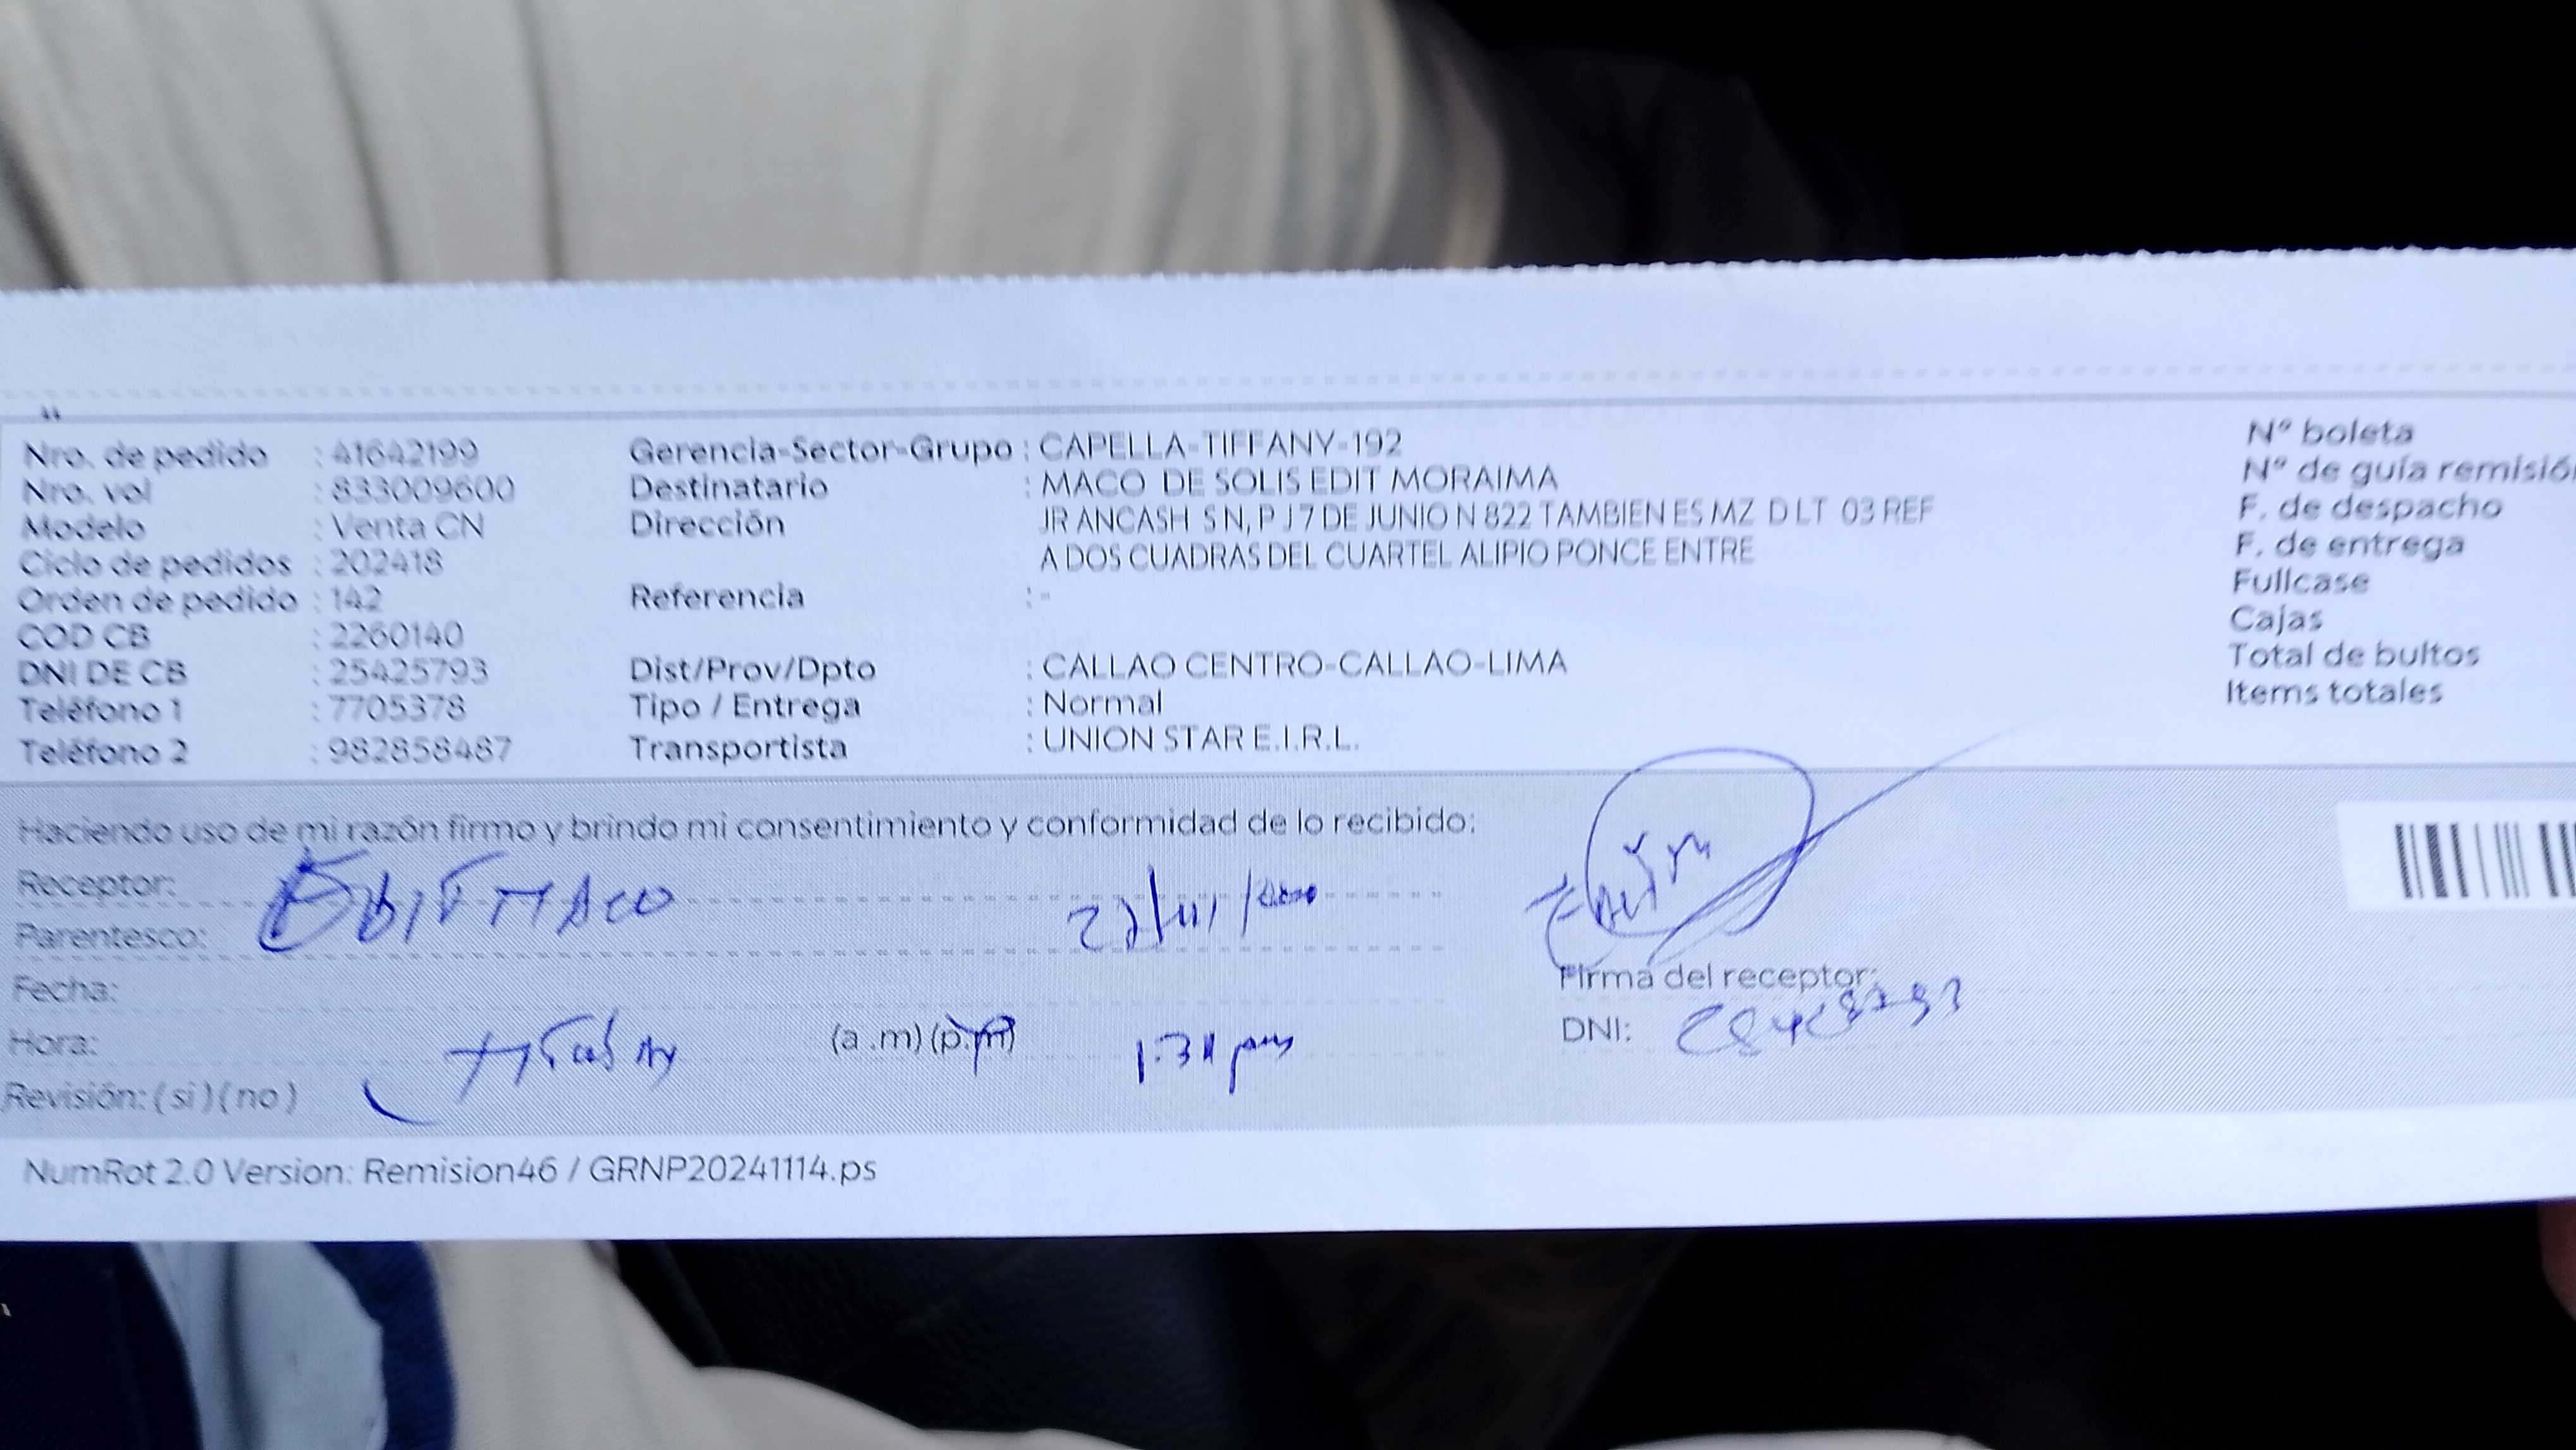 Nro. de pedido : 41642199 Gerencia-Sector-Grupo : CAPELLA-TIFFANY-192 N° boleta
Nro. vol : 833009600 Destinatario : MACO DE SOLIS EDIT MORAIMA N° de guía remisió
Modelo : Venta CN Dirección JR ANCASH S N, P J 7 DE JUNIO N 822 TAMBIEN ES MZ D LT 03 REF F. de despacho
Ciclo de pedidos : 202418 A DOS CUADRAS DEL CUARTEL ALIPIO PONCE ENTRE F. de entrega
Orden de pedido : 142 Referencia : - Fullcase
COD CB : 2260140 Cajas
DNI DE CB : 25425793 Dist/Prov/Dpto : CALLAO CENTRO-CALLAO-LIMA Total de bultos
Teléfono 1 : 7705378 Tipo / Entrega : Normal Items totales
Teléfono 2 : 982858487 Transportista : UNION STAR E.I.R.L.
Haciendo uso de mi razón firmo y brindo mi consentimiento y conformidad de lo recibido:
Receptor: EDIT MACO
Parentesco:
Fecha: Firma del receptor:
Hora: (a .m) (p.m) DNI:
Revisión: ( si ) ( no )
NumRot 2.0 Version: Remision46 / GRNP20241114.ps